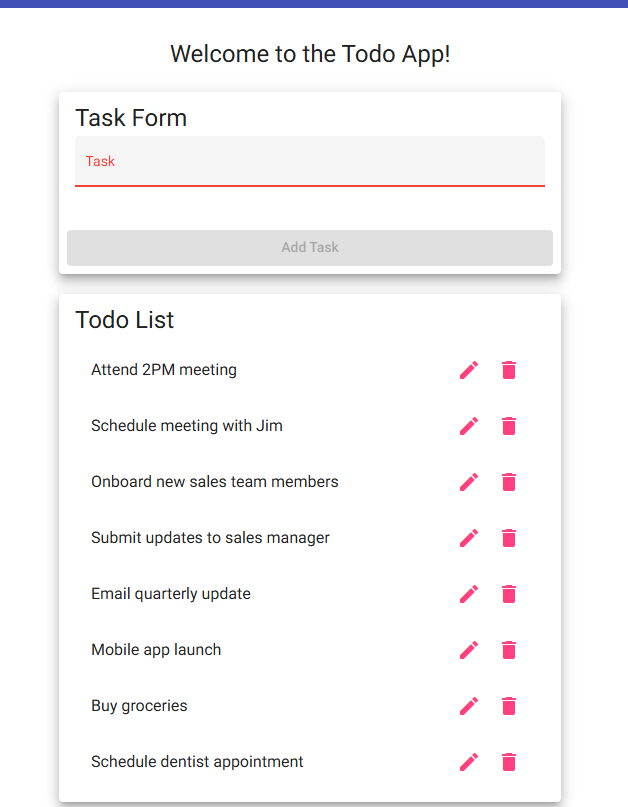 Welcome to the Todo App!
Task Form
Task
Add Task
Todo List
Attend 2PM meeting
Schedule meeting with Jim
Onboard new sales team members
Submit updates to sales manager
Email quarterly update
Mobile app launch
Buy groceries
Schedule dentist appointment